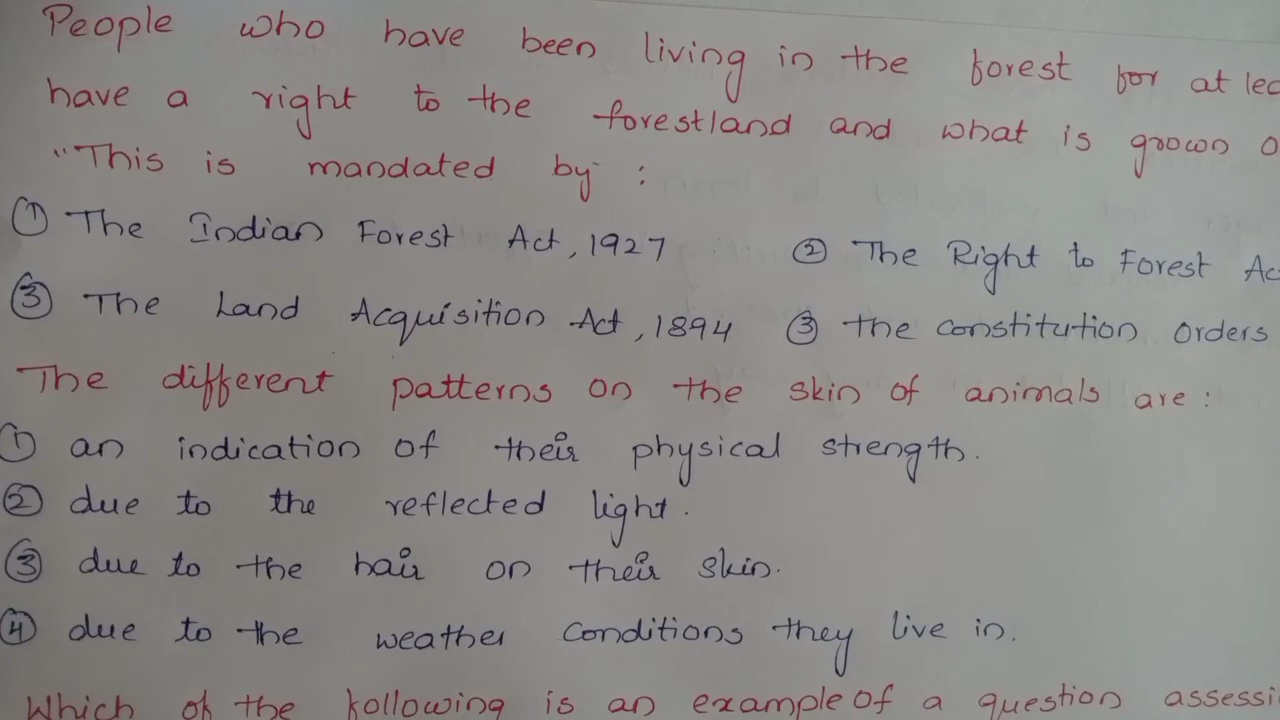 People who have been living in the forest for at
have a right to the forestland and what is grown
"This is mandated by :
① The Indian Forest Act, 1927 ② The Right to Forest
③ The Land Acquisition Act, 1894 ③ the constitution orders
The different patterns on the skin of animals are :
① an indication of their physical strength.
② due to the reflected light.
③ due to the hair on their skin.
④ due to the weather conditions they live in.
Which of the following is an example of a question